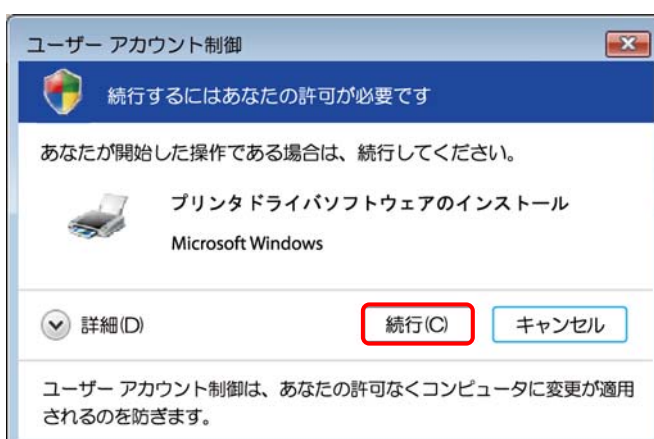 ユーザー アカウント制御
続行するにはあなたの許可が必要です
あなたが開始した操作である場合は、続行してください。
プリンタドライバソフトウェアのインストール
Microsoft Windows
詳細(D)
続行(C)
キャンセル
ユーザー アカウント制御は、あなたの許可なくコンピュータに変更が適用
されるのを防ぎます。